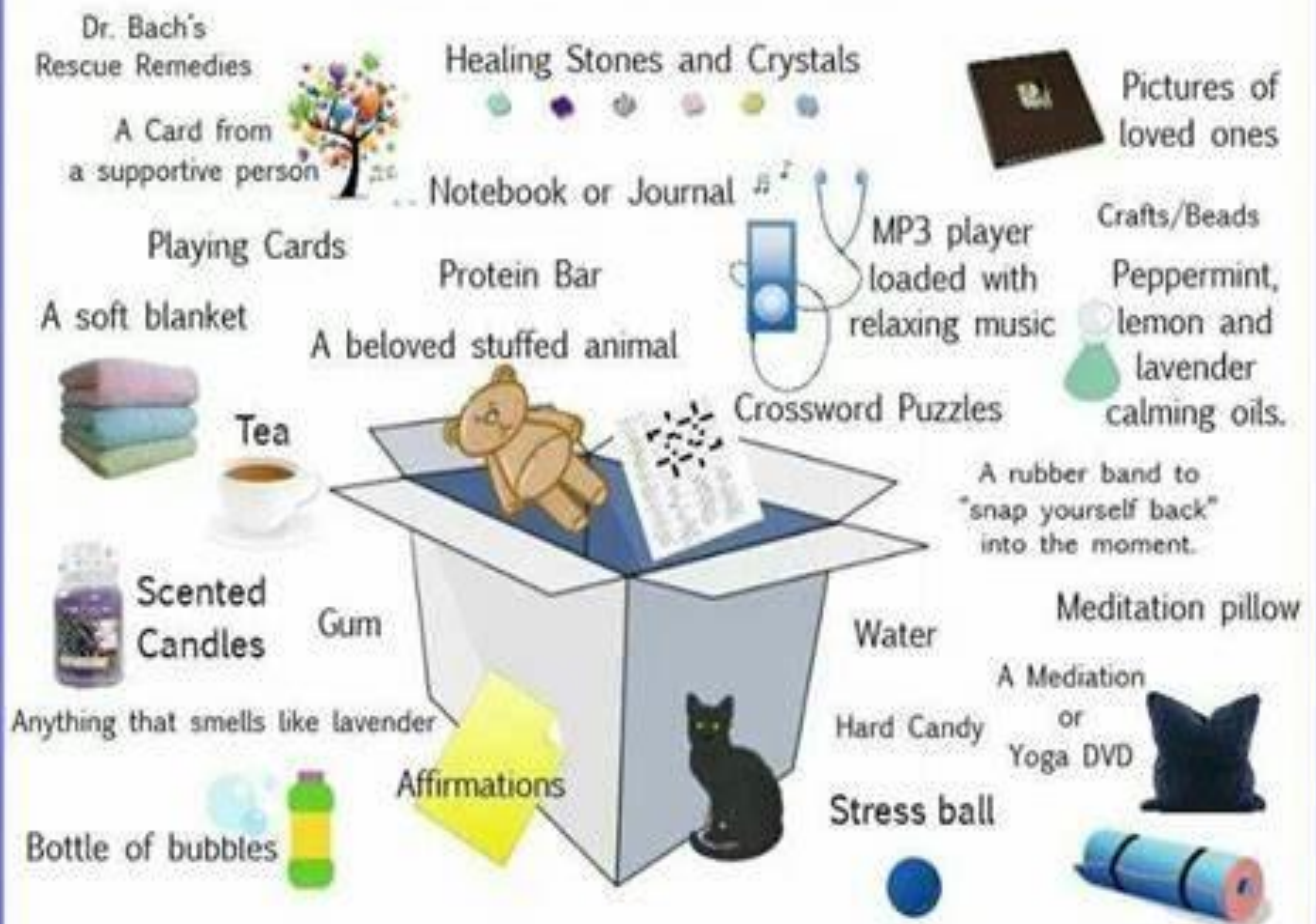 Dr. Bach's
Rescue Remedies
A Card from
a supportive person
Healing Stones and Crystals
Pictures of
loved ones
Notebook or Journal
Playing Cards
Protein Bar
MP3 player
loaded with
relaxing music
Crafts/Beads
Peppermint,
lemon and
lavender
calming oils.
A soft blanket
A beloved stuffed animal
Crossword Puzzles
Tea
A rubber band to
"snap yourself back"
into the moment.
Scented
Candles
Gum
Water
Meditation pillow
A Mediation
or
Yoga DVD
Anything that smells like lavender
Hard Candy
Affirmations
Stress ball
Bottle of bubbles